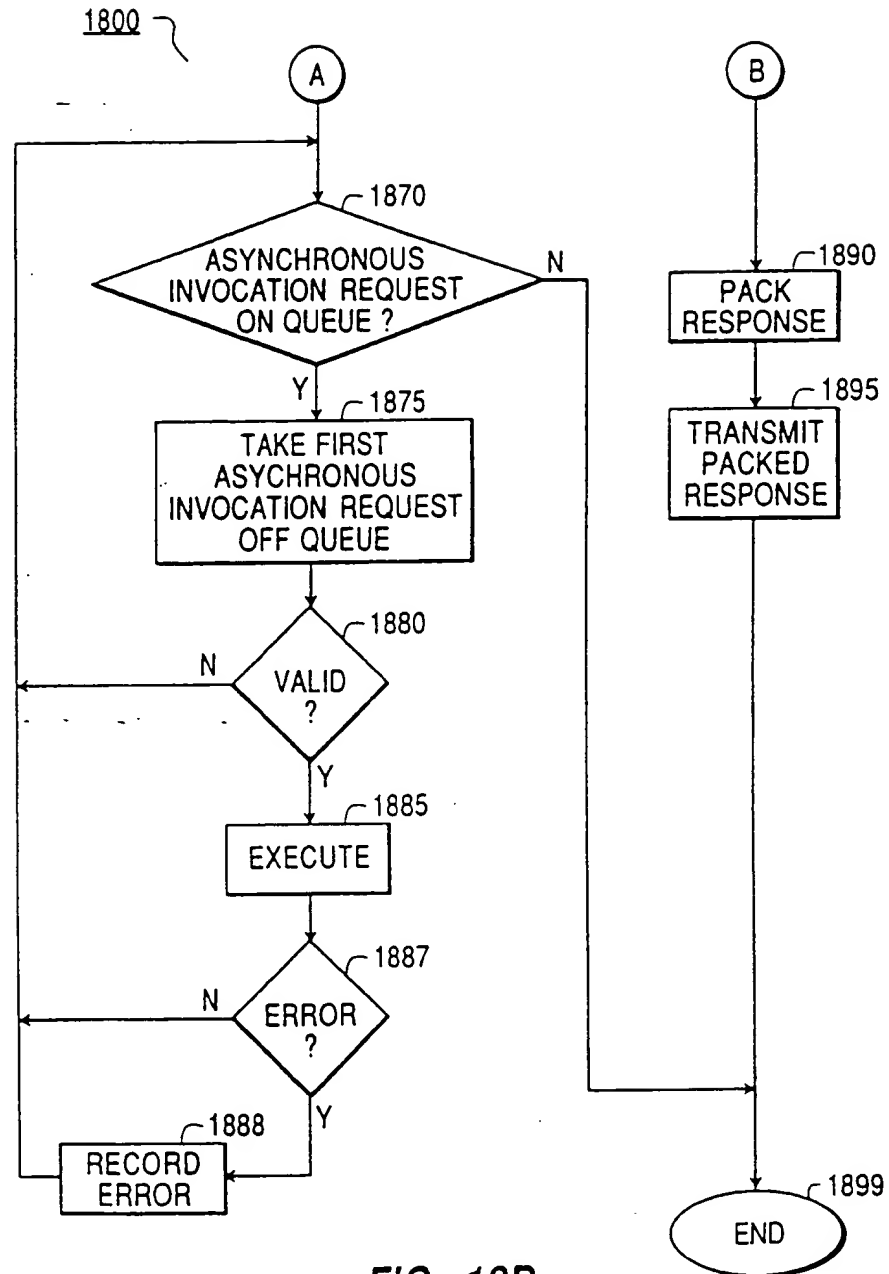 1800
A
B
1870
ASYNCHRONOUS
INVOCATION REQUEST
ON QUEUE ?
N
Y
1875
TAKE FIRST
ASYCHRONOUS
INVOCATION REQUEST
OFF QUEUE
1880
VALID
?
N
Y
1885
EXECUTE
1887
ERROR
?
N
Y
1888
RECORD
ERROR
1890
PACK
RESPONSE
1895
TRANSMIT
PACKED
RESPONSE
1899
END